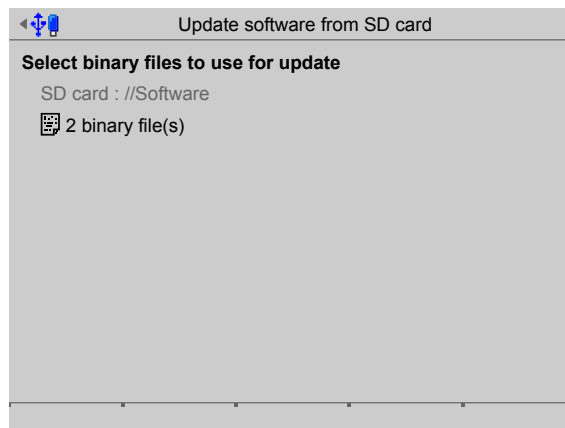 Update software from SD card
Select binary files to use for update
SD card : //Software
2 binary file(s)